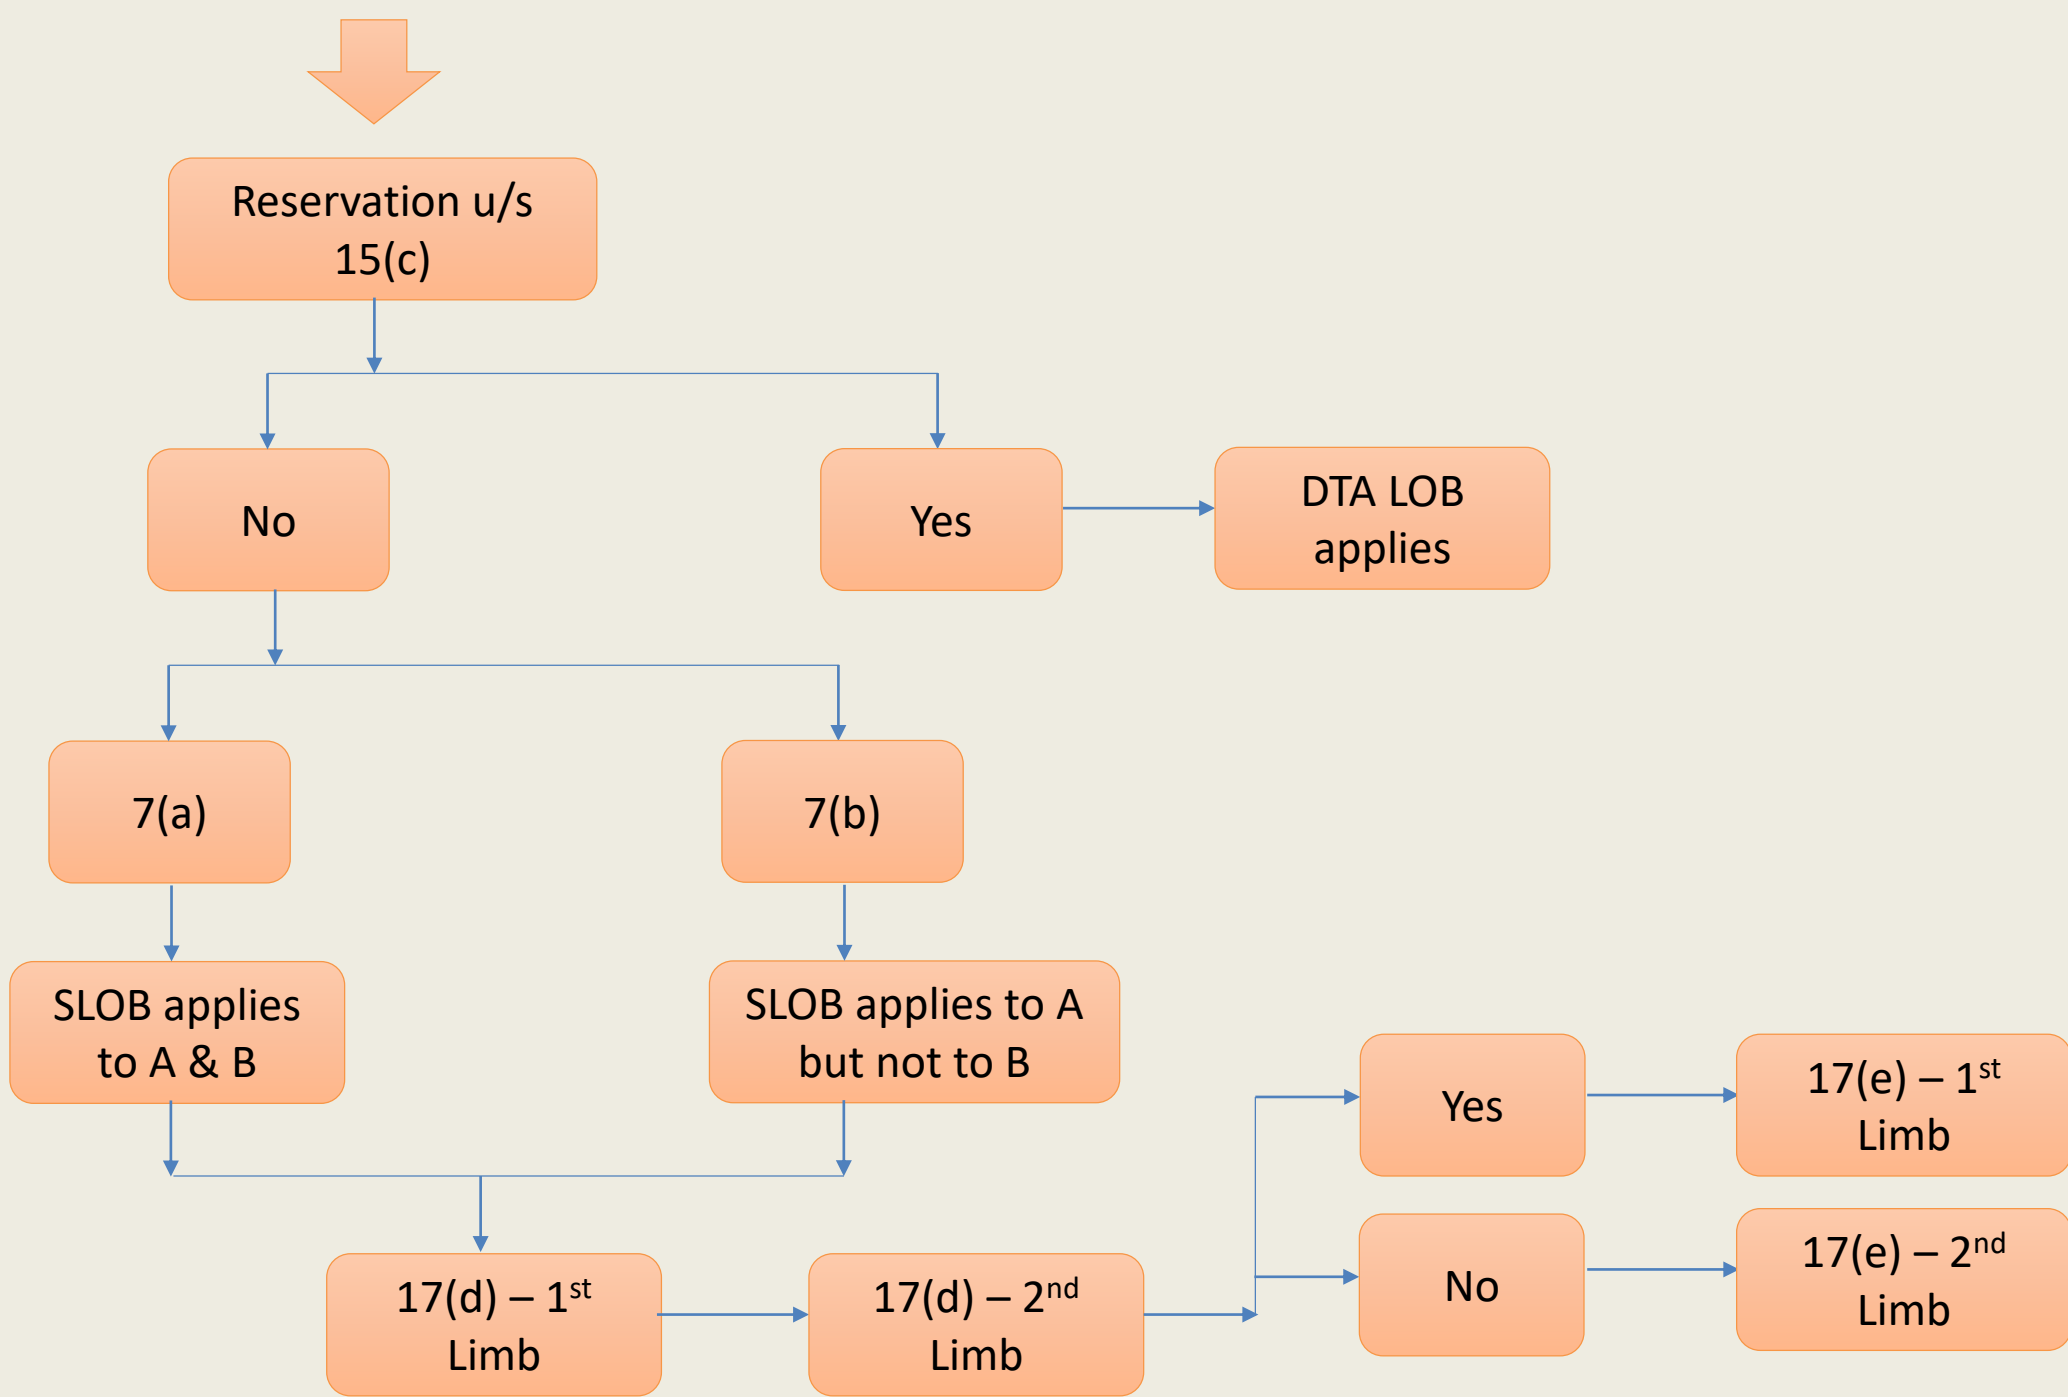 Reservation u/s
15(c)
No
Yes
DTA LOB
applies
7(a)
7(b)
SLOB applies
to A & B
SLOB applies to A
but not to B
Yes
17(e) – 1st
Limb
No
17(e) – 2nd
Limb
17(d) – 1st
Limb
17(d) – 2nd
Limb